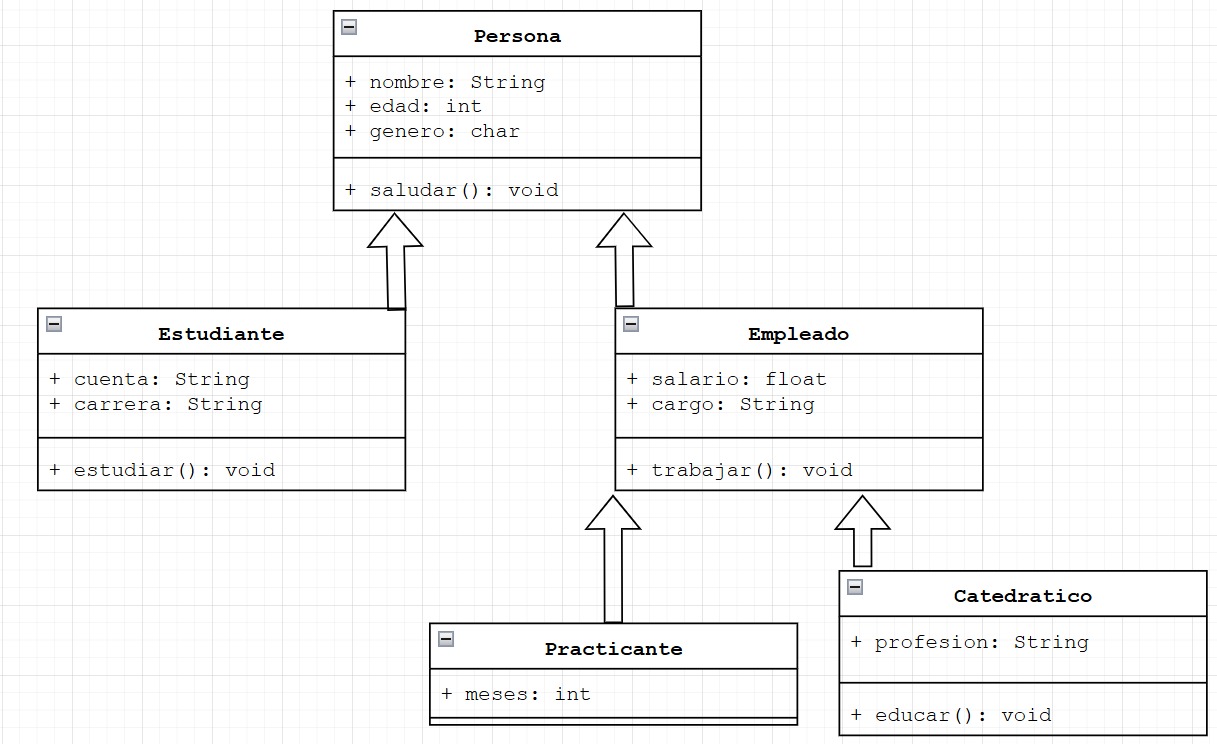 Persona
+ nombre: String
+ edad: int
+ genero: char
+ saludar(): void
Estudiante
+ cuenta: String
+ carrera: String
+ estudiar(): void
Empleado
+ salario: float
+ cargo: String
+ trabajar(): void
Practicante
+ meses: int
Catedratico
+ profesion: String
+ educar(): void